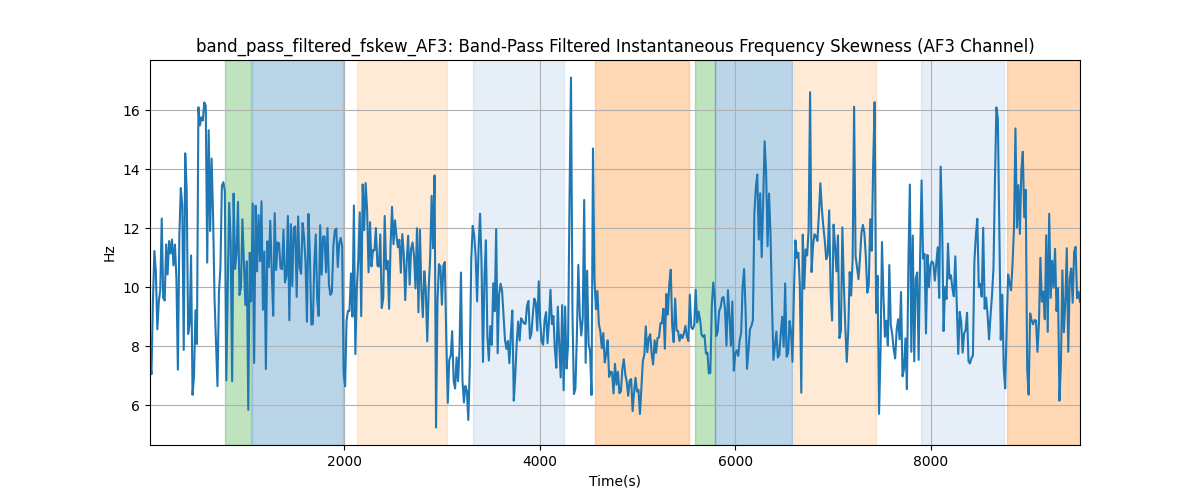 band_pass_filtered_fskew_AF3: Band-Pass Filtered Instantaneous Frequency Skewness (AF3 Channel)
Hz
16
14
12
10
8
6
2000 4000 6000 8000
Time(s)